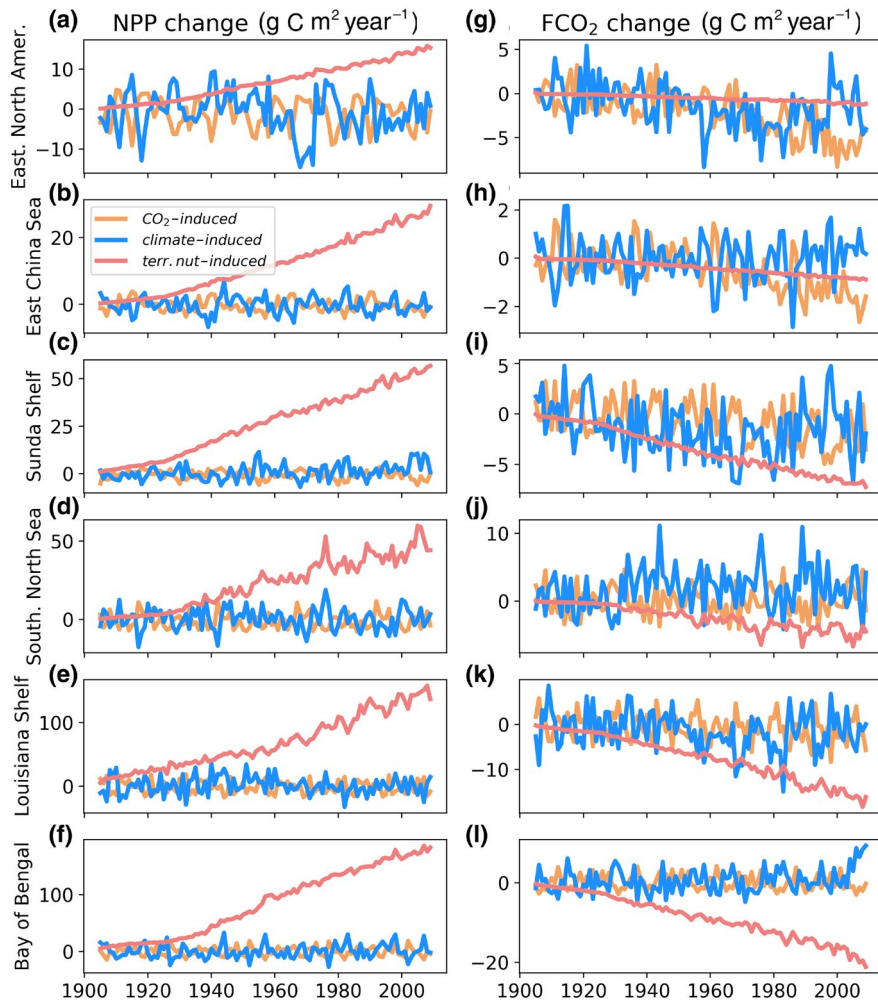 (a) NPP change (g C m² year⁻¹)
(g) FCO₂ change (g C m² year⁻¹)
East. North Amer.
10
0
−10
5
0
−5
(b)
(h)
East China Sea
CO₂−induced
climate−induced
terr. nut−induced
20
0
2
0
−2
(c)
(i)
Sunda Shelf
50
25
0
5
0
−5
(d)
(j)
South. North Sea
50
0
10
0
(e)
(k)
Louisiana Shelf
100
0
0
−10
(f)
(l)
Bay of Bengal
100
0
0
−20
1900 1920 1940 1960 1980 2000
1900 1920 1940 1960 1980 2000